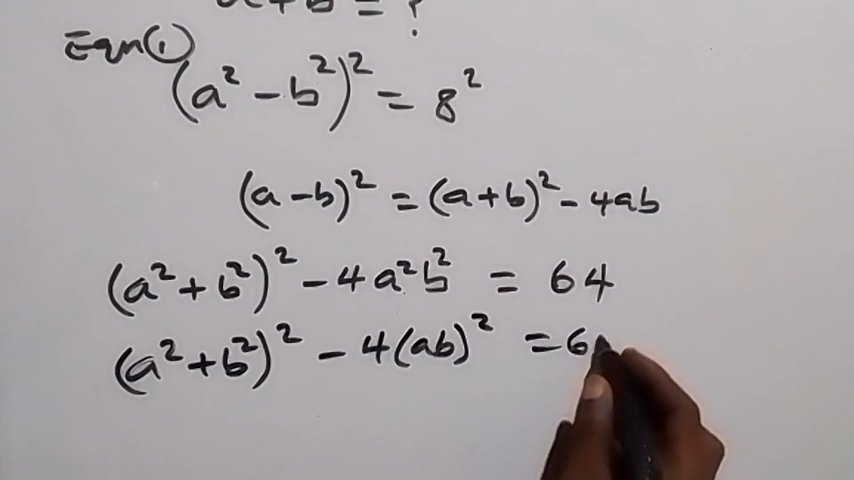 a + b = ?
Eqn(1)
(a² - b²)² = 8²
(a - b)² = (a + b)² - 4ab
(a² + b²)² - 4a²b² = 64
(a² + b²)² - 4(ab)² = 6